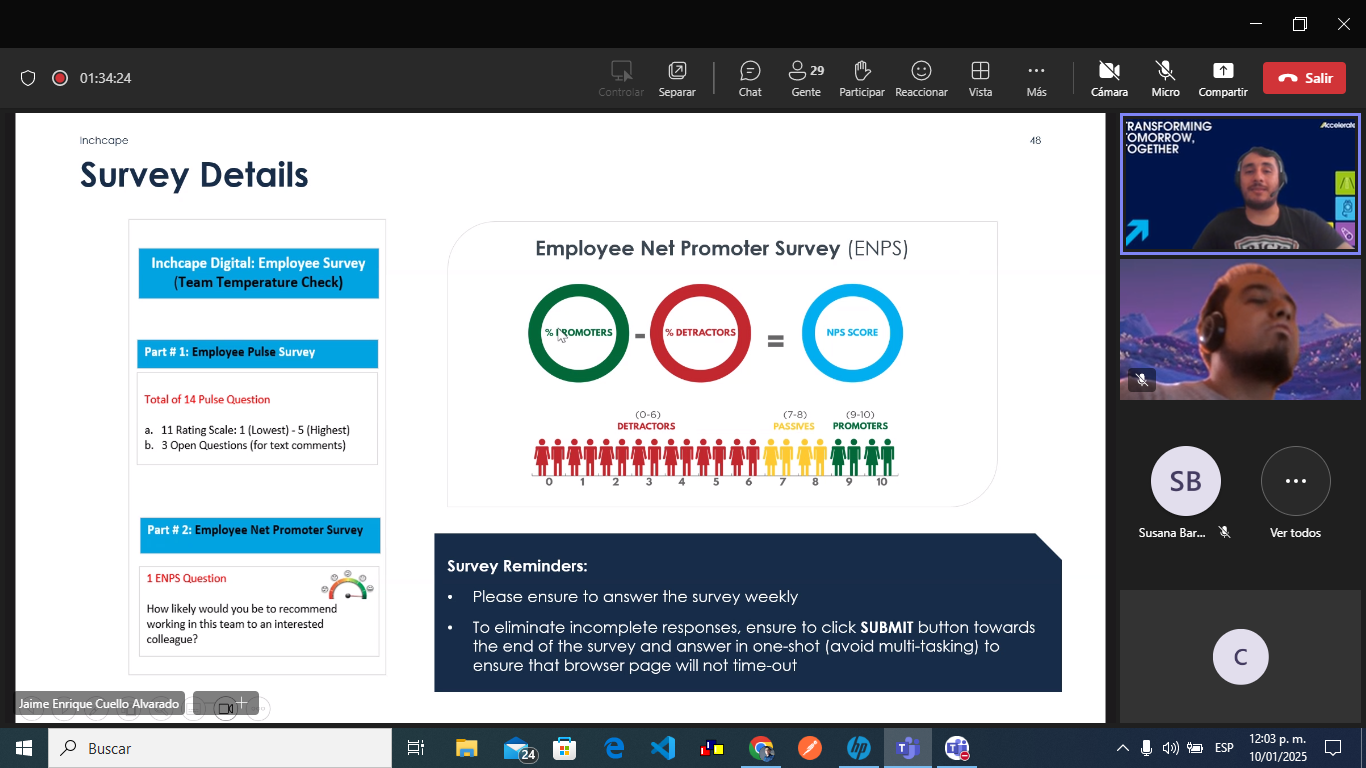 01:34:24
Controlar
Separar
Chat
29
Gente
Participar
Reaccionar
Vista
Más
Cámara
Micro
Compartir
Salir
inchcape
48
Survey Details
Inchcape Digital: Employee Survey
(Team Temperature Check)
Part # 1: Employee Pulse Survey
Total of 14 Pulse Question
a. 11 Rating Scale: 1 (Lowest) - 5 (Highest)
b. 3 Open Questions (for text comments)
Part # 2: Employee Net Promoter Survey
1 ENPS Question
How likely would you be to recommend
working in this team to an interested
colleague?
Employee Net Promoter Survey (ENPS)
% PROMOTERS
-
% DETRACTORS
=
NPS SCORE
(0-6)
DETRACTORS
(7-8)
PASSIVES
(9-10)
PROMOTERS
0 1 2 3 4 5 6 7 8 9 10
Survey Reminders:
• Please ensure to answer the survey weekly
• To eliminate incomplete responses, ensure to click SUBMIT button towards
the end of the survey and answer in one-shot (avoid multi-tasking) to
ensure that browser page will not time-out
Jaime Enrique Cuello Alvarado
TRANSFORMING
TOMORROW,
TOGETHER
Accelerate
SB
Susana Bar...
Ver todos
C
Buscar
24
hp
ESP
12:03 p. m.
10/01/2025